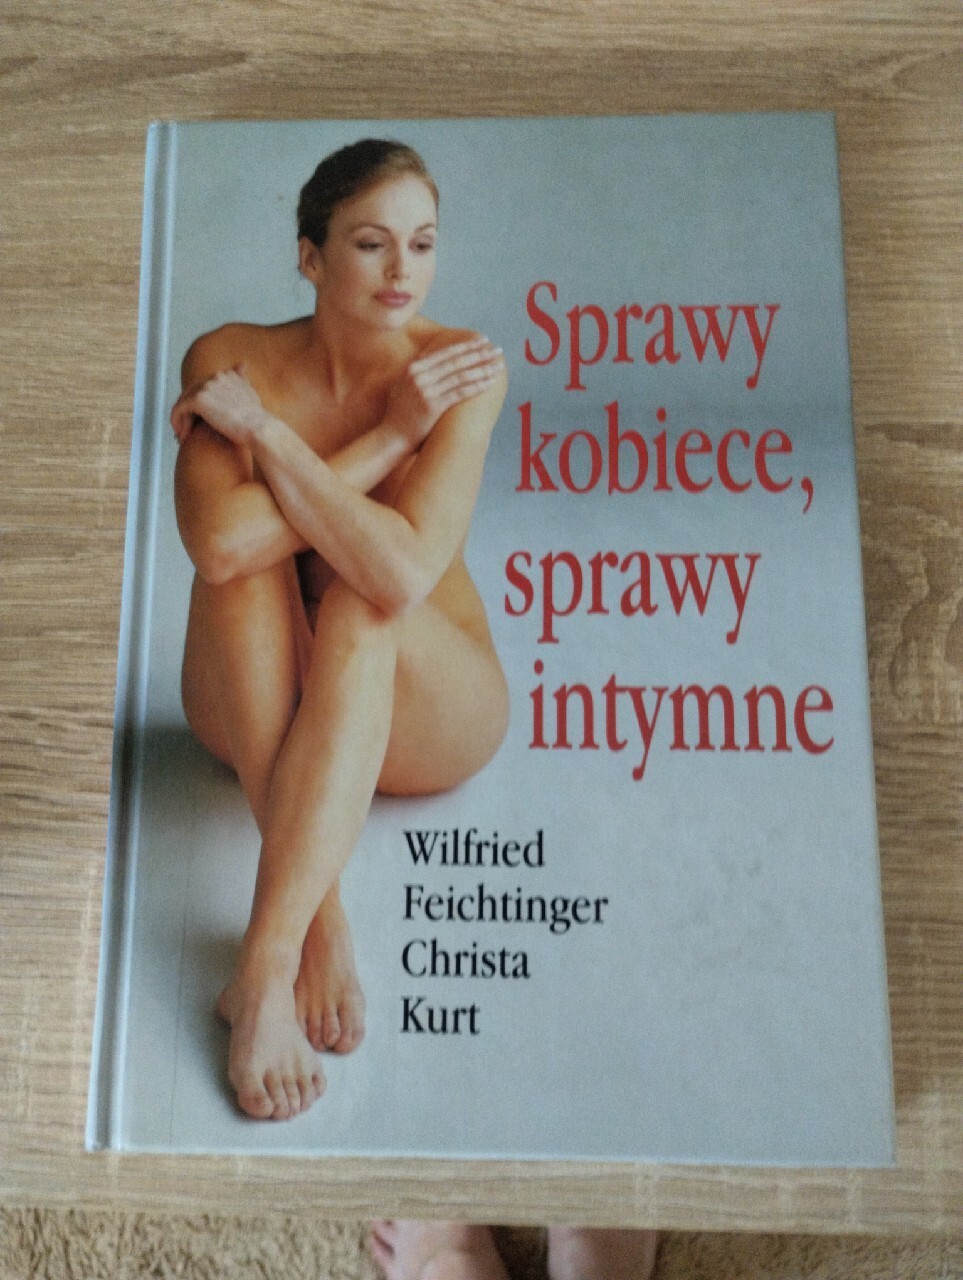 Sprawy
kobiece,
sprawy
intymne
Wilfried
Feichtinger
Christa
Kurt